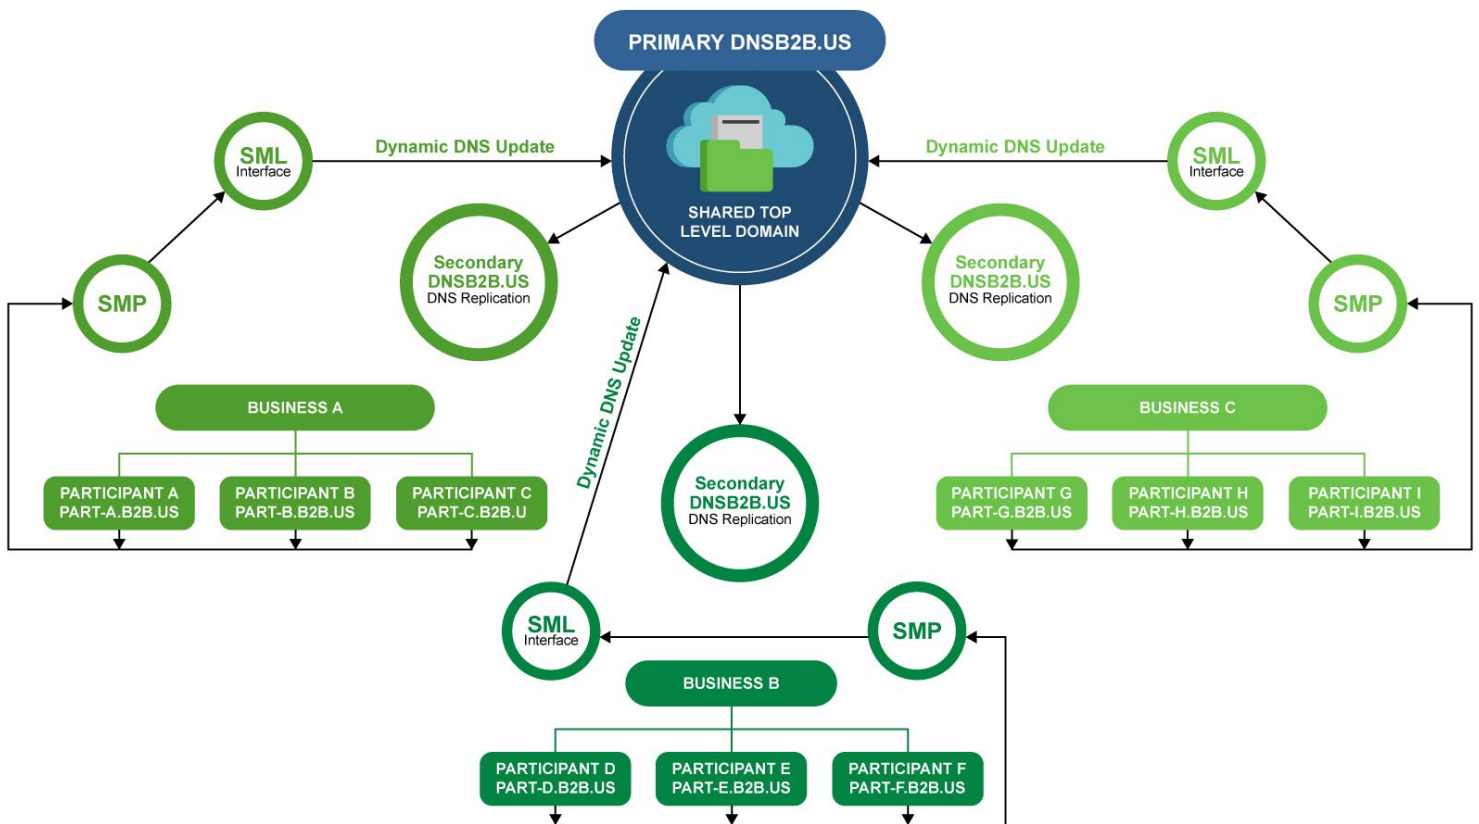 PRIMARY DNSB2B.US
SHARED TOP
LEVEL DOMAIN
Dynamic DNS Update
SML
Interface
SMP
Secondary
DNSB2B.US
DNS Replication
BUSINESS A
PARTICIPANT A
PART-A.B2B.US
PARTICIPANT B
PART-B.B2B.US
PARTICIPANT C
PART-C.B2B.U
Dynamic DNS Update
SML
Interface
SMP
Secondary
DNSB2B.US
DNS Replication
BUSINESS C
PARTICIPANT G
PART-G.B2B.US
PARTICIPANT H
PART-H.B2B.US
PARTICIPANT I
PART-I.B2B.US
Dynamic DNS Update
Secondary
DNSB2B.US
DNS Replication
SML
Interface
SMP
BUSINESS B
PARTICIPANT D
PART-D.B2B.US
PARTICIPANT E
PART-E.B2B.US
PARTICIPANT F
PART-F.B2B.US